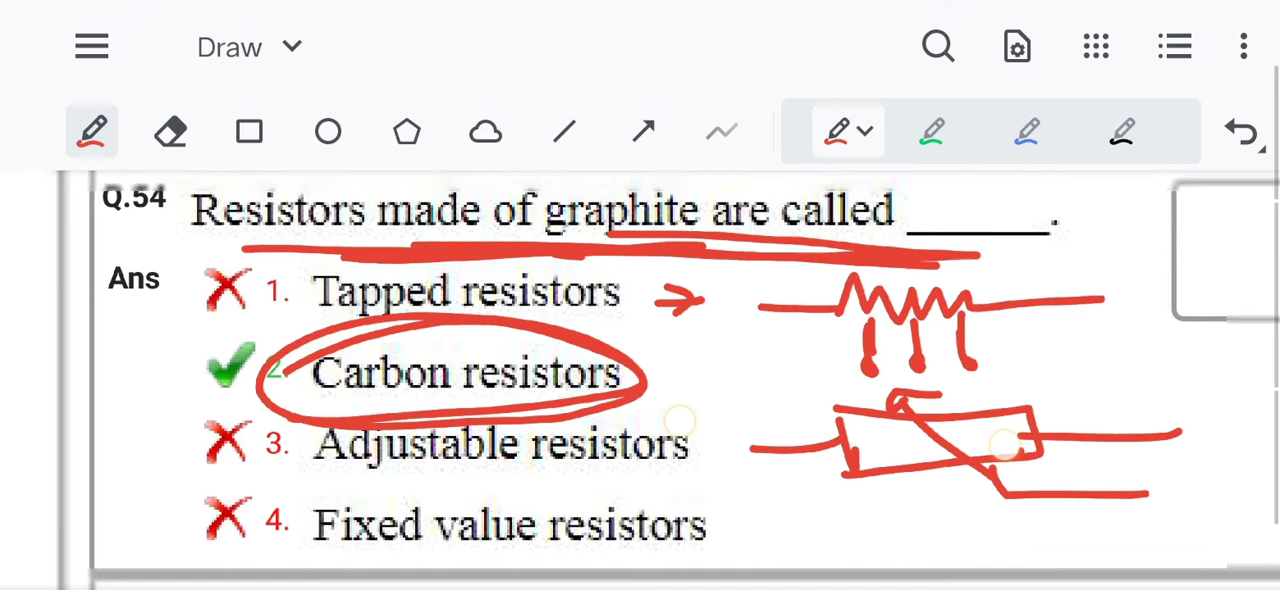 Draw
Q.54 Resistors made of graphite are called ______.
Ans 1. Tapped resistors
2. Carbon resistors
3. Adjustable resistors
4. Fixed value resistors